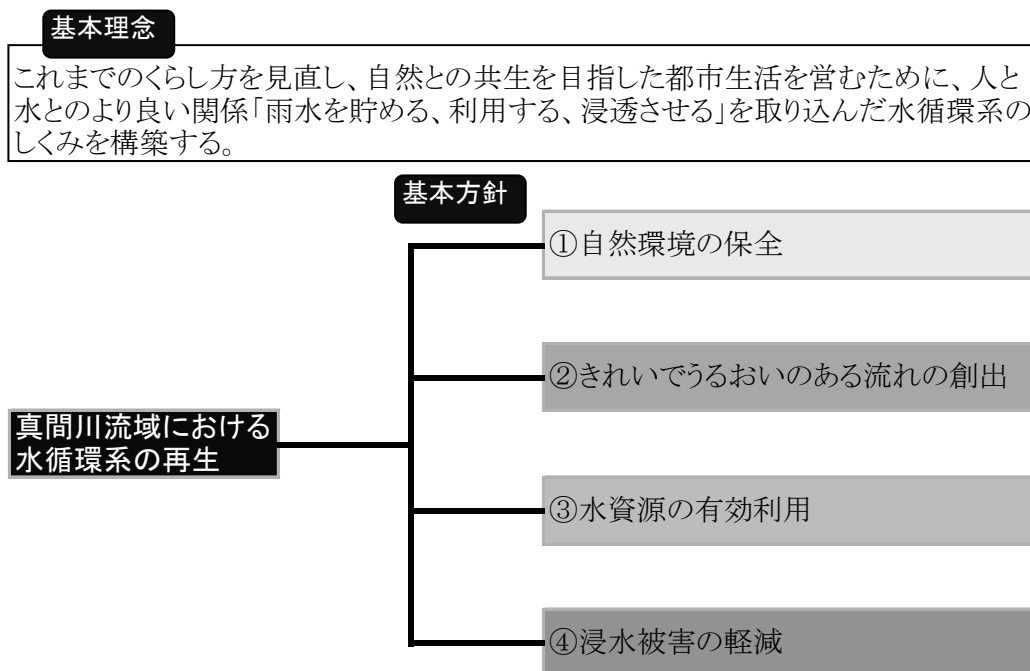 基本理念
これまでのくらし方を見直し、自然との共生を目指した都市生活を営むために、人と
水とのより良い関係「雨水を貯める、利用する、浸透させる」を取り込んだ水循環系の
しくみを構築する。
基本方針
①自然環境の保全
②きれいでうるおいのある流れの創出
真間川流域における
水循環系の再生
③水資源の有効利用
④浸水被害の軽減